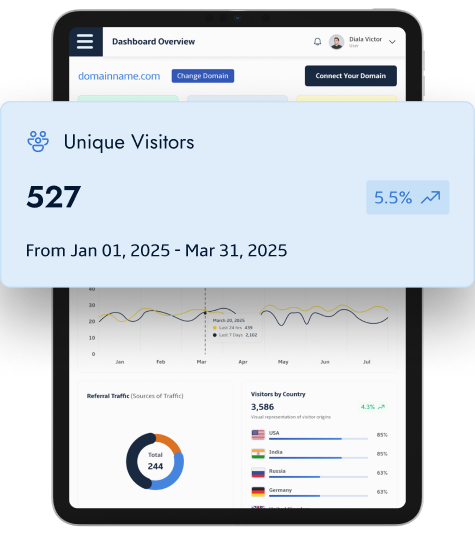 Dashboard Overview
Diala Victor
User
domainname.com
Change Domain
Connect Your Domain
Unique Visitors
527
5.5%
From Jan 01, 2025 - Mar 31, 2025
40
30
20
10
0
March 20, 2025
Last 24 hrs 459
Last 7 Days 2,102
Jan Feb Mar Apr May Jun Jul
Referral Traffic (Sources of Traffic)
Total
244
Visitors by Country
3,586
4.3%
Visual representation of visitor origins
USA 85%
India 85%
Russia 63%
Germany 63%